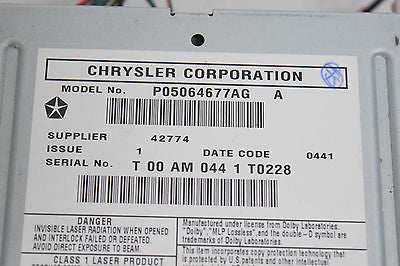 CHRYSLER CORPORATION
MODEL No. P05064677AG A
SUPPLIER 42774
ISSUE 1 DATE CODE 0441
SERIAL No. T 00 AM 044 1 T0228
DANGER
INVISIBLE LASER RADIATION WHEN OPENED
AND INTERLOCK FAILED OR DEFEATED.
AVOID DIRECT EXPOSURE TO BEAM.
CLASS 1 LASER PRODUCT
Manufactured under license from Dolby Laboratories.
"Dolby", "MLP Lossless", and the double-D symbol are
trademarks of Dolby Laboratories.
This item incorporates copy protection technology that
is protected by U.S. patents and other intellectual